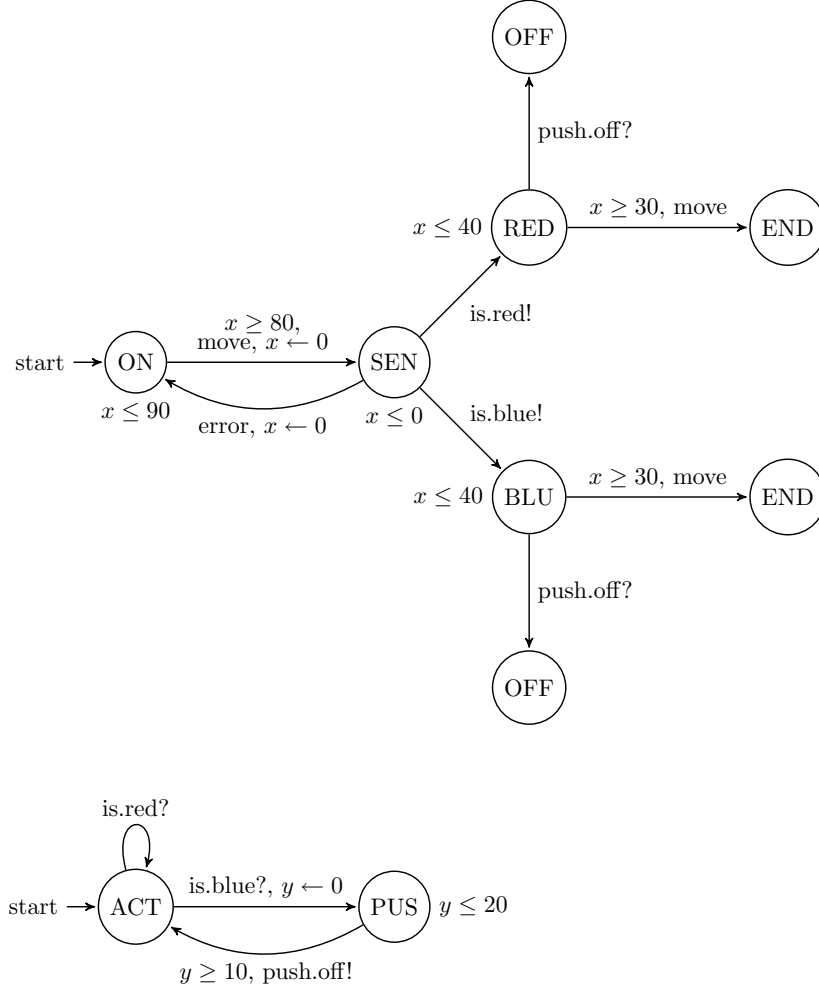 OFF
push.off?
x ≤ 40
RED
x ≥ 30, move
END
is.red!
x ≥ 80,
move, x ← 0
start
ON
SEN
x ≤ 90
error, x ← 0
x ≤ 0
is.blue!
x ≤ 40
BLU
x ≥ 30, move
END
push.off?
OFF
is.red?
start
ACT
is.blue?, y ← 0
PUS
y ≤ 20
y ≥ 10, push.off!